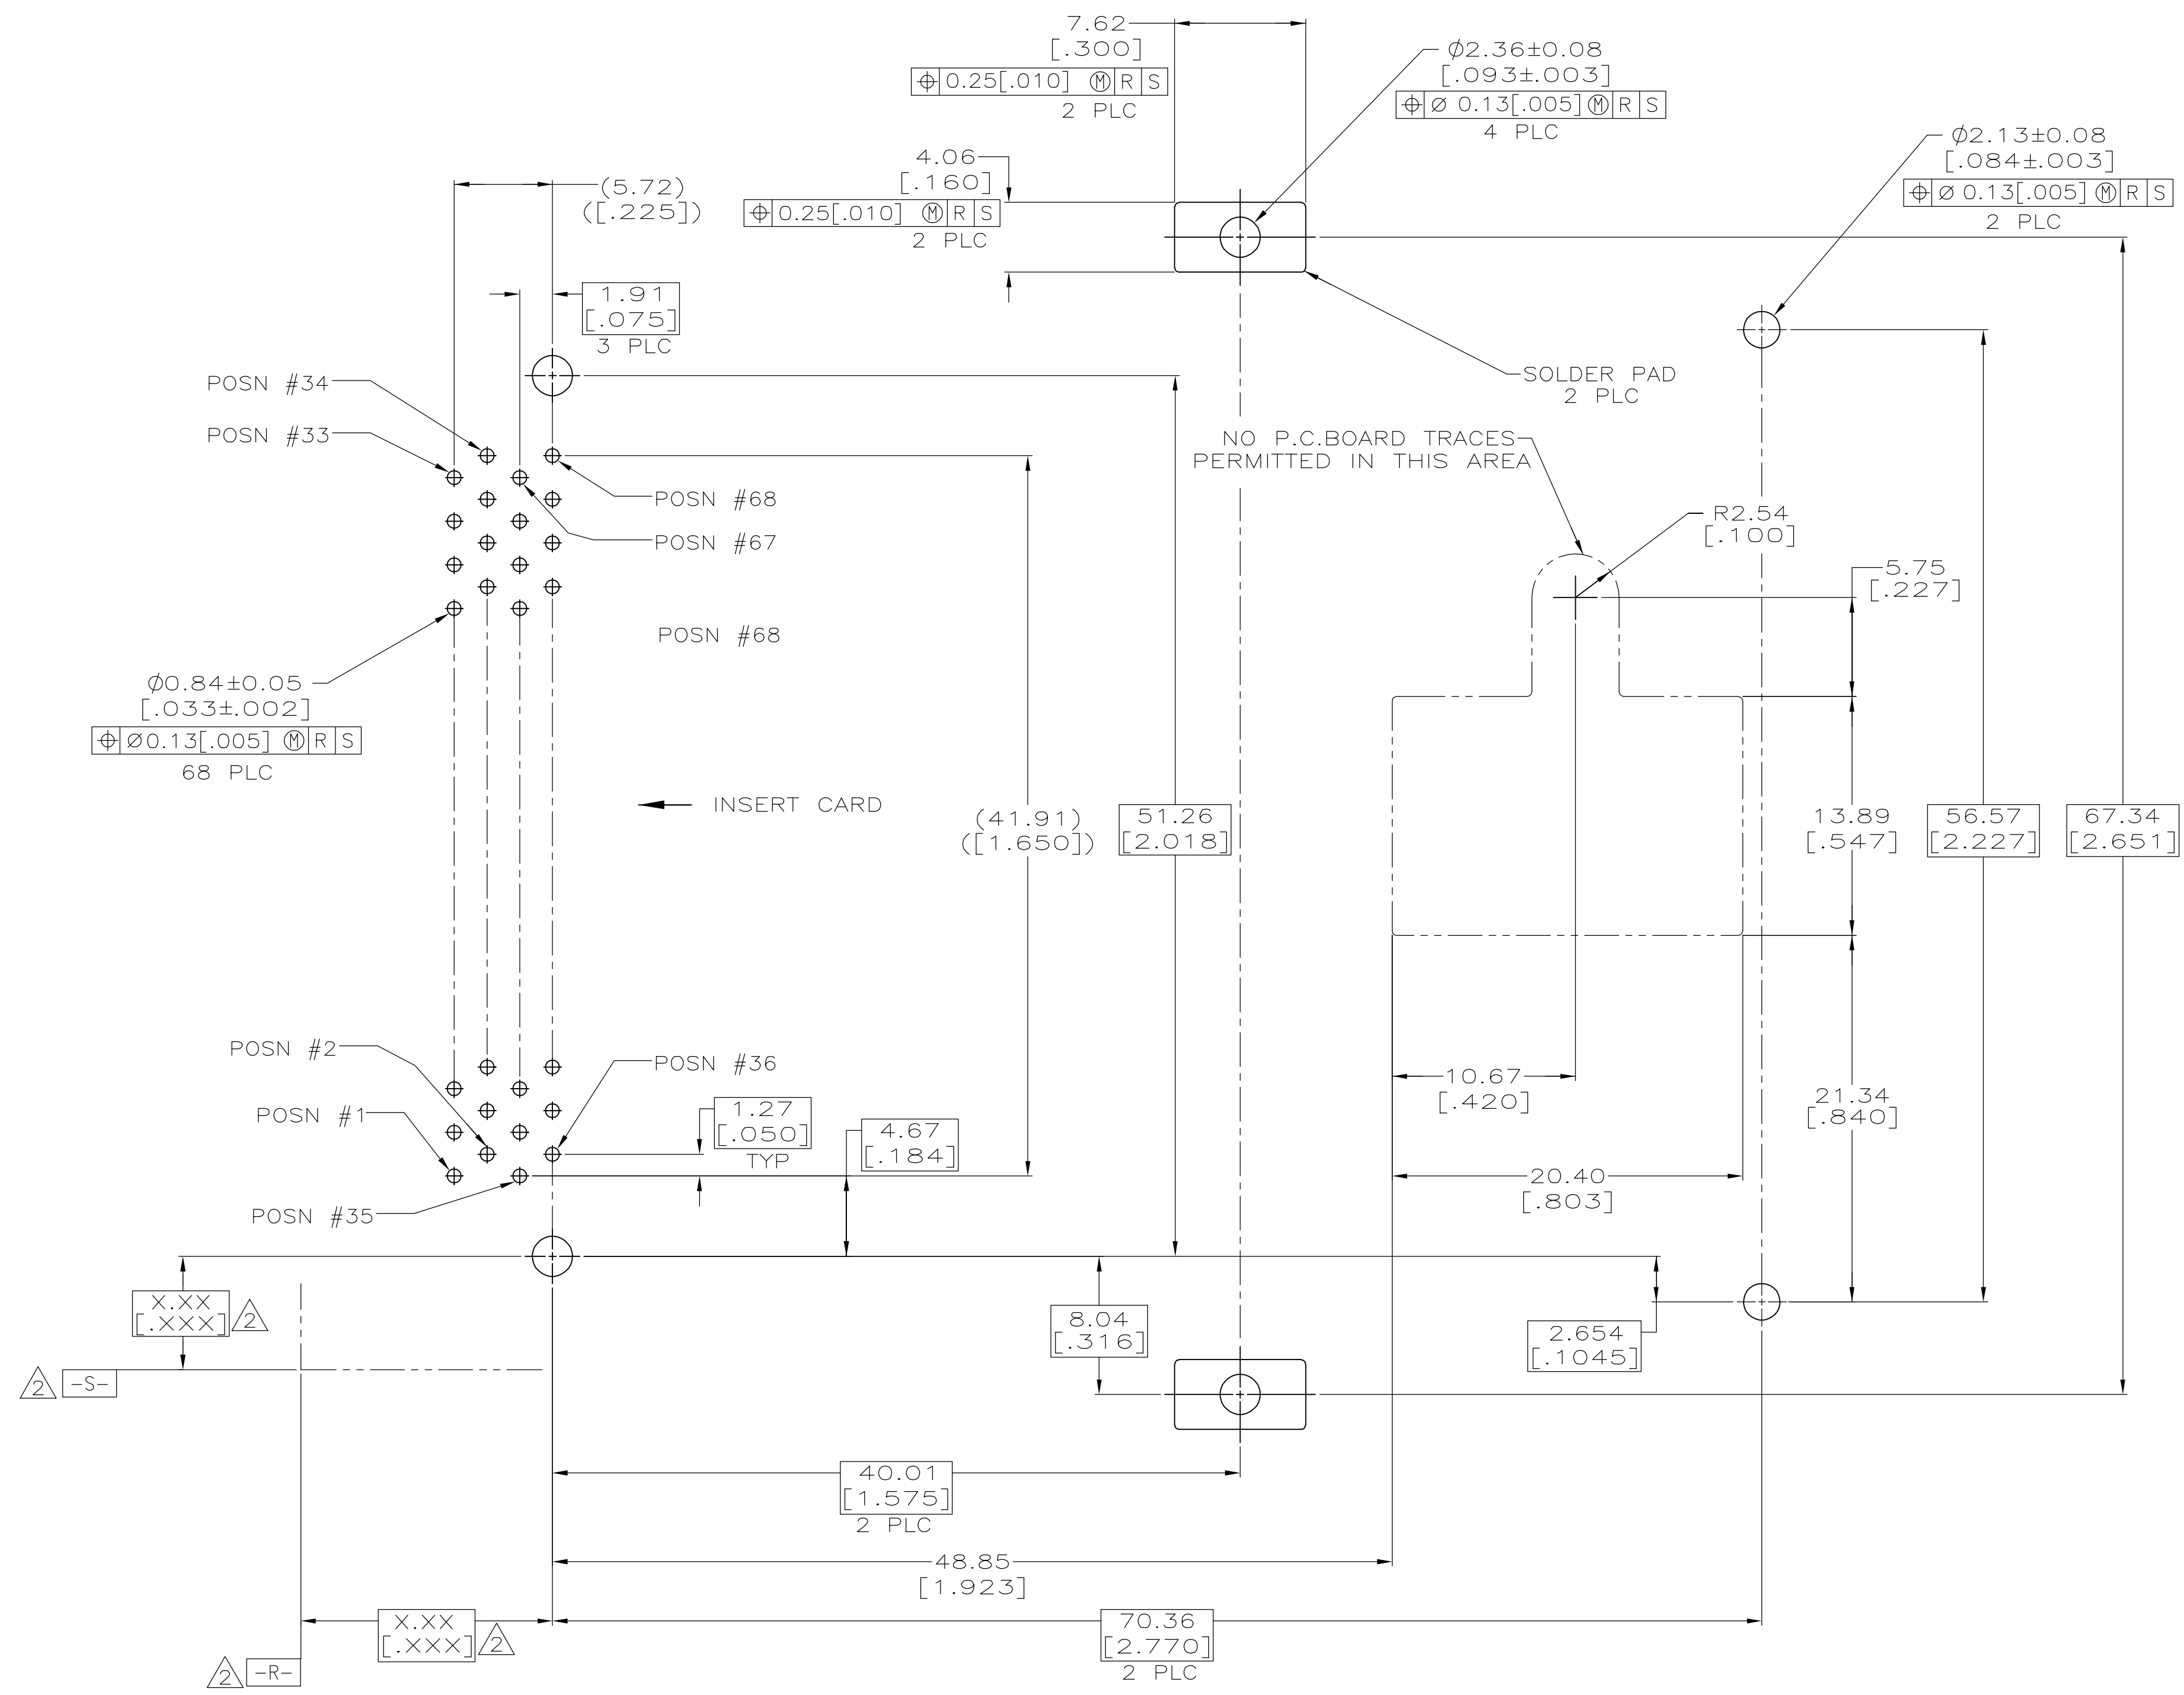 7.62
[.300]
⌖ 0.25[.010] Ⓜ R S
2 PLC
⌀2.36±0.08
[.093±.003]
⌖ ⌀ 0.13[.005] Ⓜ R S
4 PLC
⌀2.13±0.08
[.084±.003]
⌖ ⌀ 0.13[.005] Ⓜ R S
2 PLC
4.06
[.160]
⌖ 0.25[.010] Ⓜ R S
2 PLC
(5.72)
([.225])
1.91
[.075]
3 PLC
POSN #34
POSN #33
SOLDER PAD
2 PLC
NO P.C.BOARD TRACES
PERMITTED IN THIS AREA
POSN #68
POSN #67
R2.54
[.100]
5.75
[.227]
POSN #68
⌀0.84±0.05
[.033±.002]
⌖ ⌀0.13[.005] Ⓜ R S
68 PLC
INSERT CARD
(41.91)
([1.650])
51.26
[2.018]
13.89
[.547]
56.57
[2.227]
67.34
[2.651]
POSN #2
POSN #36
POSN #1
1.27
[.050]
TYP
4.67
[.184]
10.67
[.420]
21.34
[.840]
20.40
[.803]
POSN #35
X.XX
[.XXX]
2
8.04
[.316]
2.654
[.1045]
2
-S-
40.01
[1.575]
2 PLC
48.85
[1.923]
X.XX
[.XXX]
2
70.36
[2.770]
2 PLC
2
-R-